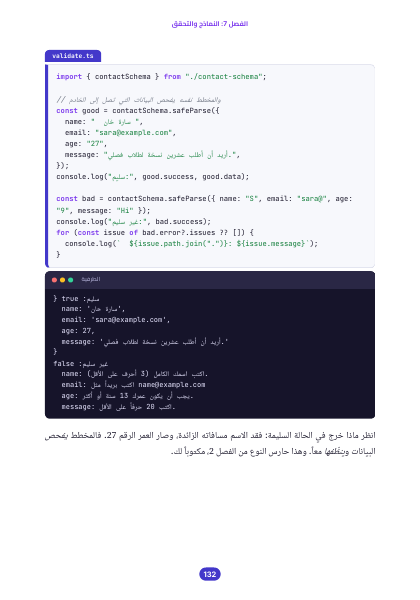 الفصل 7: النماذج والتحقق
validate.ts
import { contactSchema } from "./contact-schema";
// والمخطط نفسه يفحص البيانات التي تصل إلى الخادم
const good = contactSchema.safeParse({
name: "  سارة خان ",
email: "sara@example.com",
age: "27",
message: "أريد أن أطلب عشرين نسخة لطلاب فصلي.",
});
console.log("سليم:", good.success, good.data);
const bad = contactSchema.safeParse({ name: "S", email: "sara@", age:
"9", message: "Hi" });
console.log("غير سليم:", bad.success);
for (const issue of bad.error?.issues ?? []) {
console.log(`  ${issue.path.join(".")}: ${issue.message}`);
}
الطرفية
سليم: true {
name: 'سارة خان',
email: 'sara@example.com',
age: 27,
message: 'أريد أن أطلب عشرين نسخة لطلاب فصلي.'
}
غير سليم: false
name: اكتب اسمك الكامل (3 أحرف على الأقل).
email: اكتب بريداً مثل name@example.com
age: يجب أن يكون عمرك 13 سنة أو أكثر.
message: اكتب 20 حرفاً على الأقل.
انظر ماذا خرج في الحالة السليمة: فقد الاسم مسافاته الزائدة، وصار العمر الرقم 27. فالمخطط يفحص
البيانات وينظّفها معاً. وهذا حارس النوع من الفصل 2، مكتوباً لك.
132